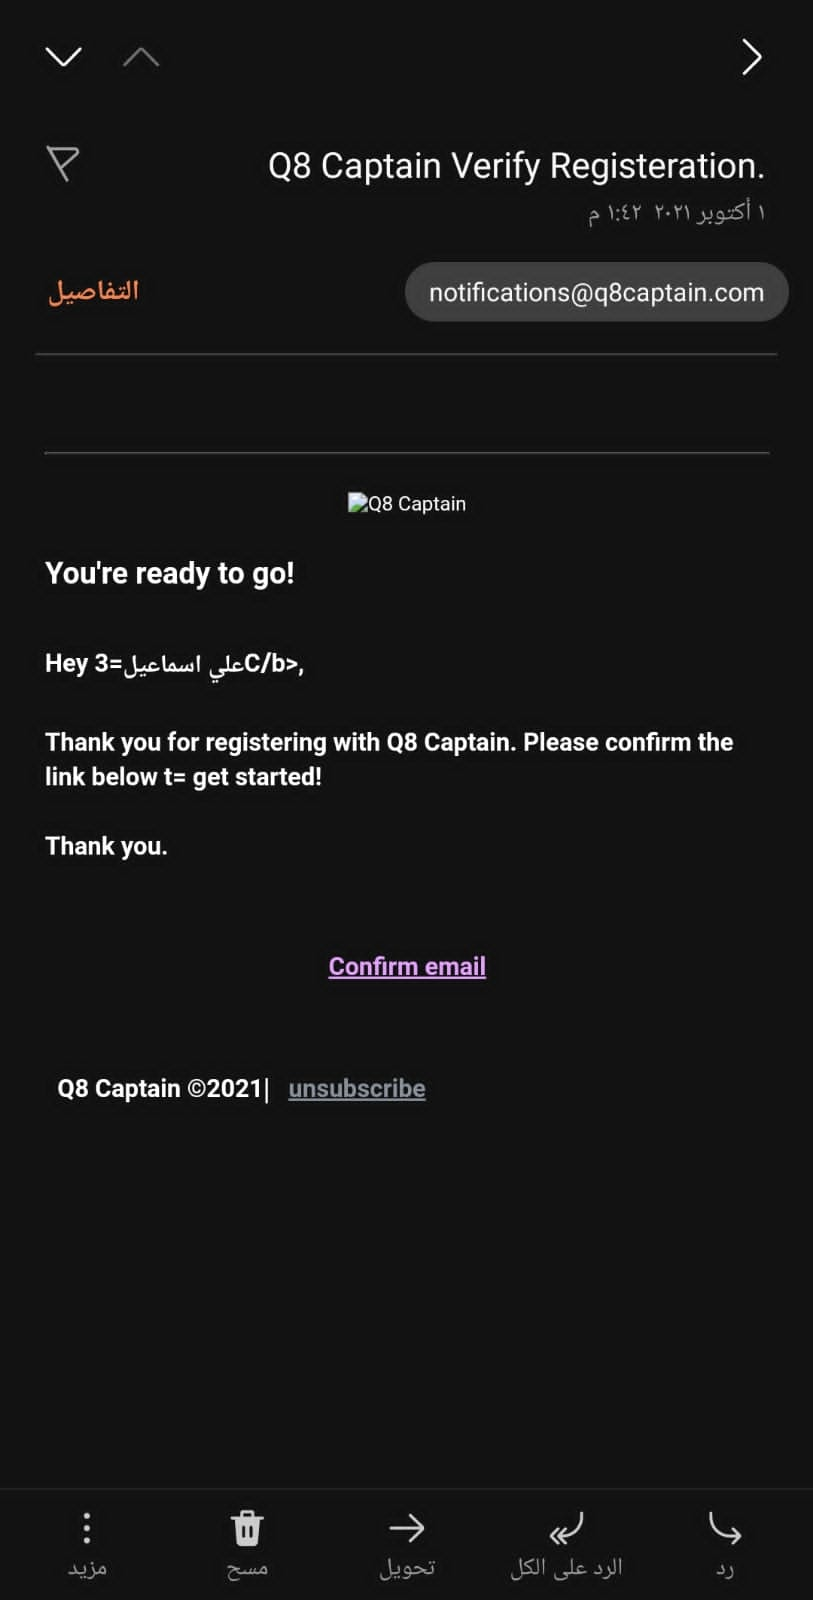 Q8 Captain Verify Registeration.
١ أكتوبر ٢٠٢١ ١:٤٢ م
notifications@q8captain.com
التفاصيل
Q8 Captain
You're ready to go!
Hey 3=علي اسماعيلC/b>,
Thank you for registering with Q8 Captain. Please confirm the
link below t= get started!
Thank you.
Confirm email
Q8 Captain ©2021| unsubscribe
رد
الرد على الكل
تحويل
مسح
مزيد